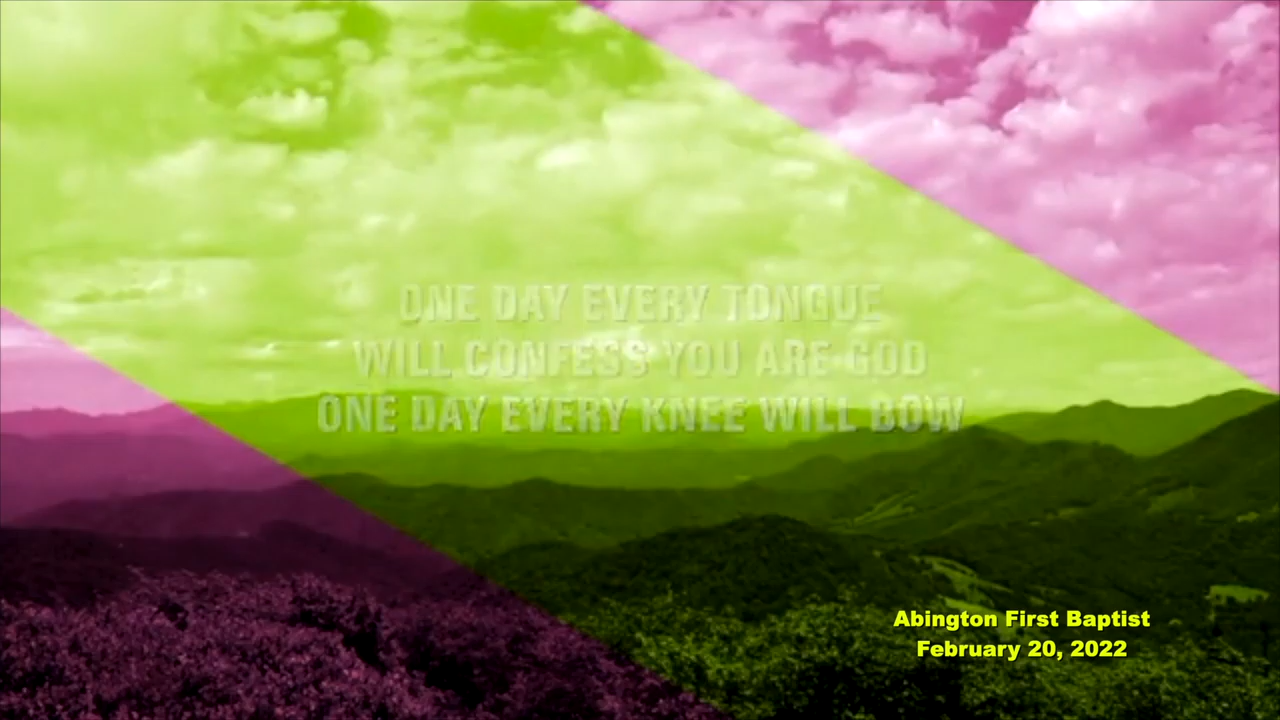 ONE DAY EVERY TONGUE
WILL CONFESS YOU ARE GOD
ONE DAY EVERY KNEE WILL BOW
Abington First Baptist
February 20, 2022